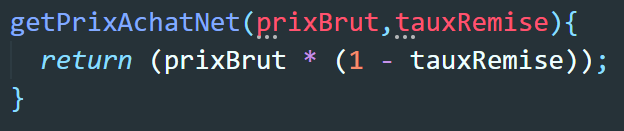 getPrixAchatNet(prixBrut,tauxRemise){
return (prixBrut * (1 - tauxRemise));
}